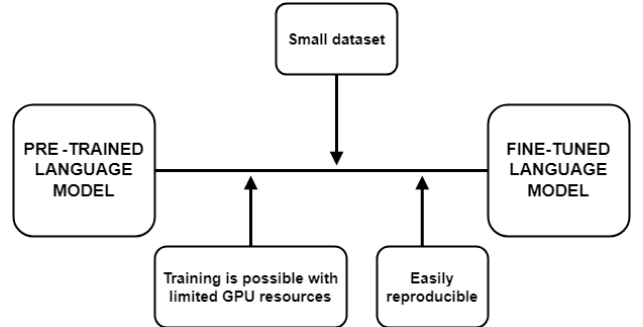 Small dataset
PRE -TRAINED
LANGUAGE
MODEL
FINE-TUNED
LANGUAGE
MODEL
Training is possible with
limited GPU resources
Easily
reproducible